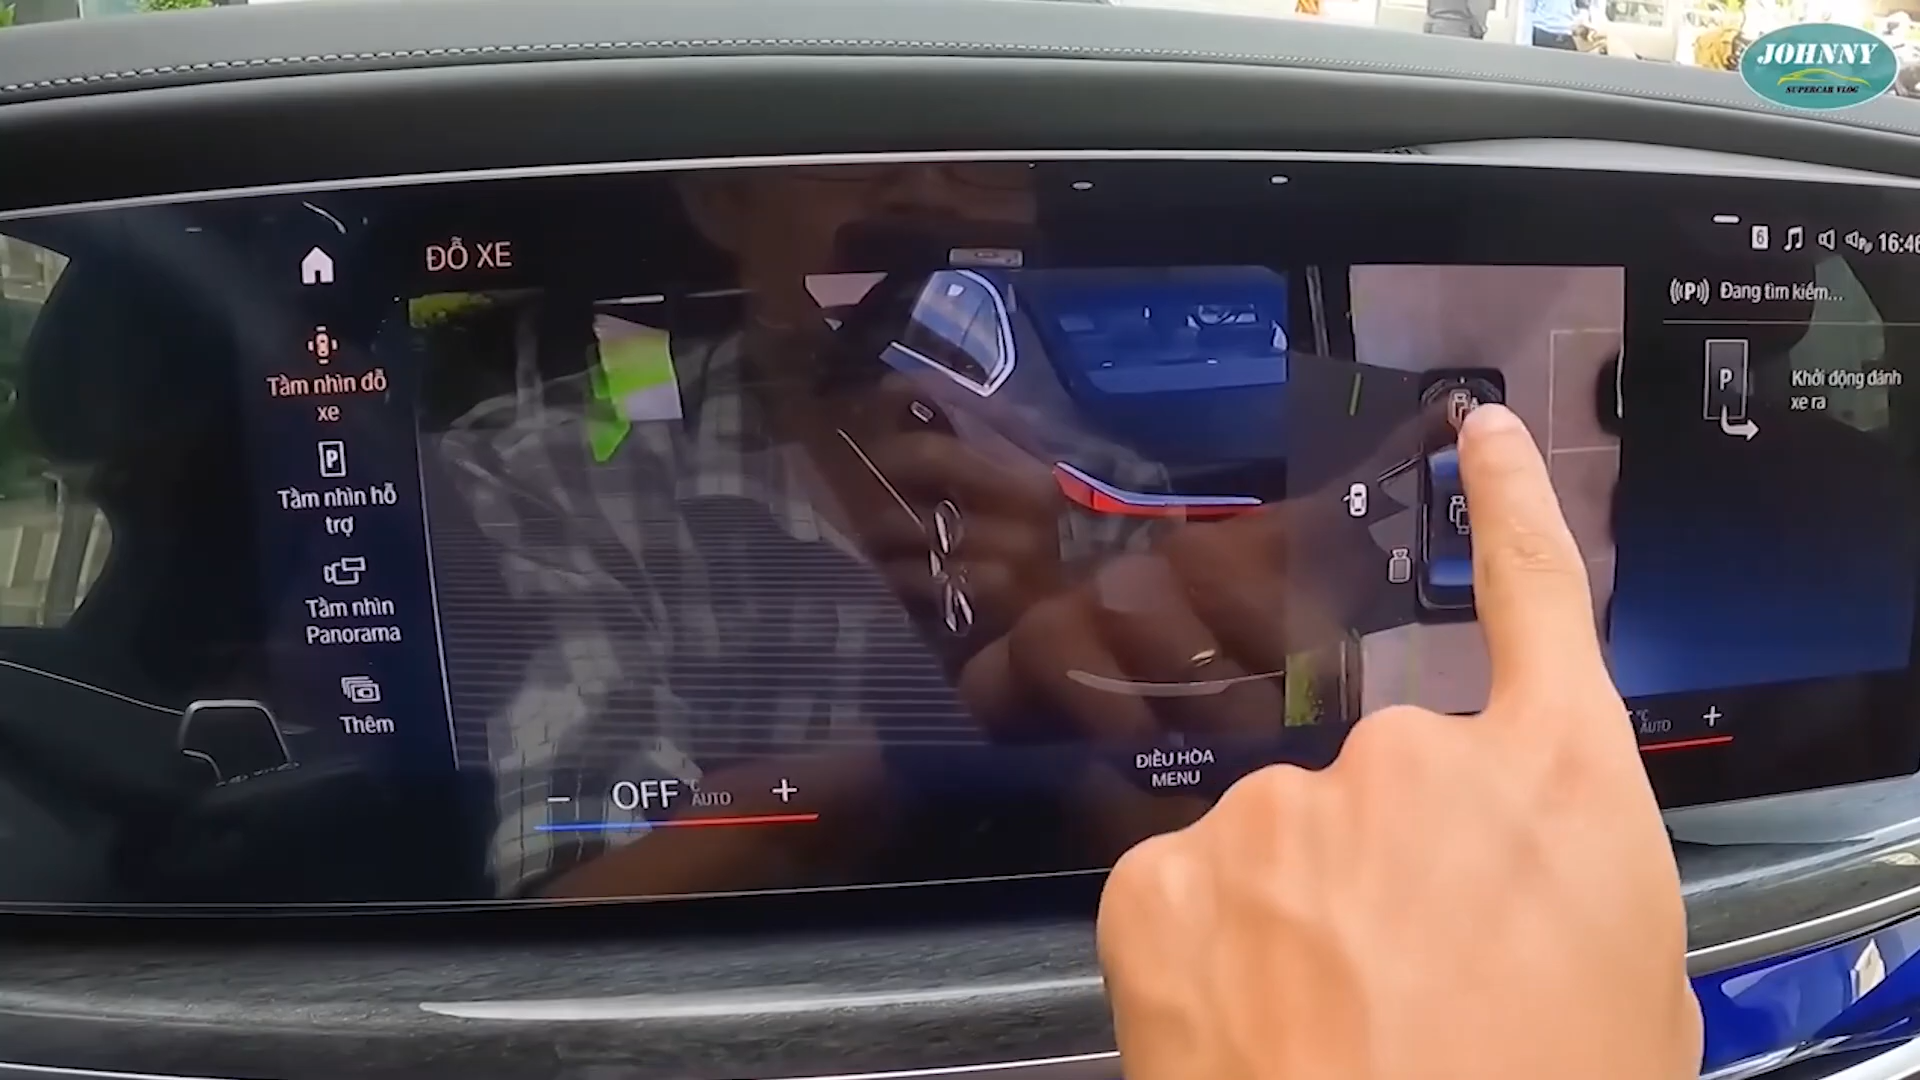 JOHNNY
SUPERCAR VLOG
ĐỖ XE
6
16:46
Tầm nhìn đỗ
xe
P
Tầm nhìn hỗ
trợ
Tầm nhìn
Panorama
Thêm
((P)) Đang tìm kiếm...
P
Khởi động đánh
xe ra
- OFF °C AUTO +
ĐIỀU HÒA
MENU
°C AUTO +